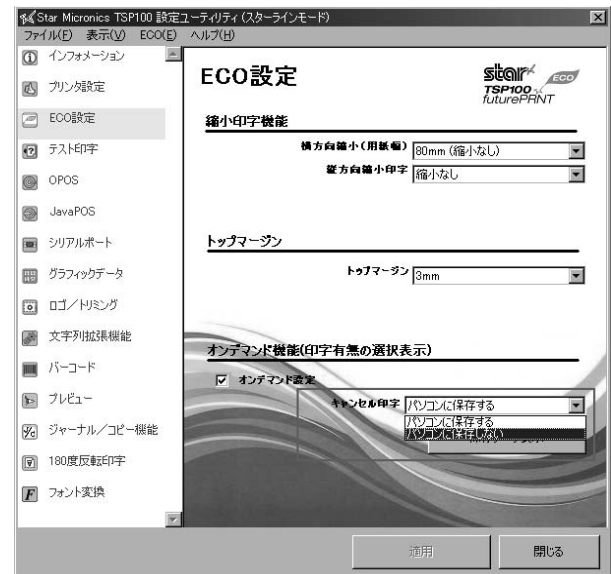 Star Micronics TSP100 設定ユーティリティ (スターラインモード)
ファイル(F) 表示(V) ECO(E) ヘルプ(H)
インフォメーション
プリンタ設定
ECO設定
テスト印字
OPOS
JavaPOS
シリアルポート
グラフィックデータ
ロゴ/トリミング
文字列拡張機能
バーコード
プレビュー
ジャーナル/コピー機能
180度反転印字
フォント変換
ECO設定
star
ECO
TSP100
futurePRNT
縮小印字機能
横方向縮小(用紙幅) 80mm (縮小なし)
縦方向縮小印字 縮小なし
トップマージン
トップマージン 3mm
オンデマンド機能(印字有無の選択表示)
オンデマンド設定
キャンセル印字 パソコンに保存する
パソコンに保存する
パソコンに保存しない
適用 閉じる